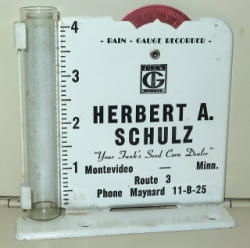 - RAIN - GAUGE RECORDER -
4
FUNK'S
G
HYBRID
3
HERBERT A.
SCHULZ
2
"Your Funk's Seed Corn Dealer"
Montevideo — Minn.
1
Route 3
Phone Maynard 11-B-25